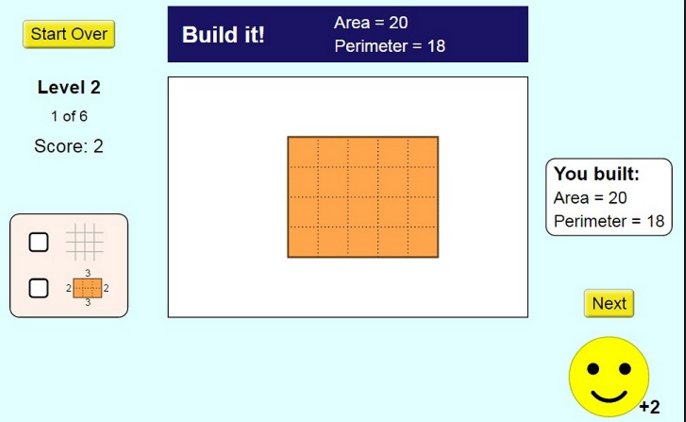 Start Over
Build it!
Area = 20
Perimeter = 18
Level 2
1 of 6
Score: 2
You built:
Area = 20
Perimeter = 18
3
2 2
3
Next
+2